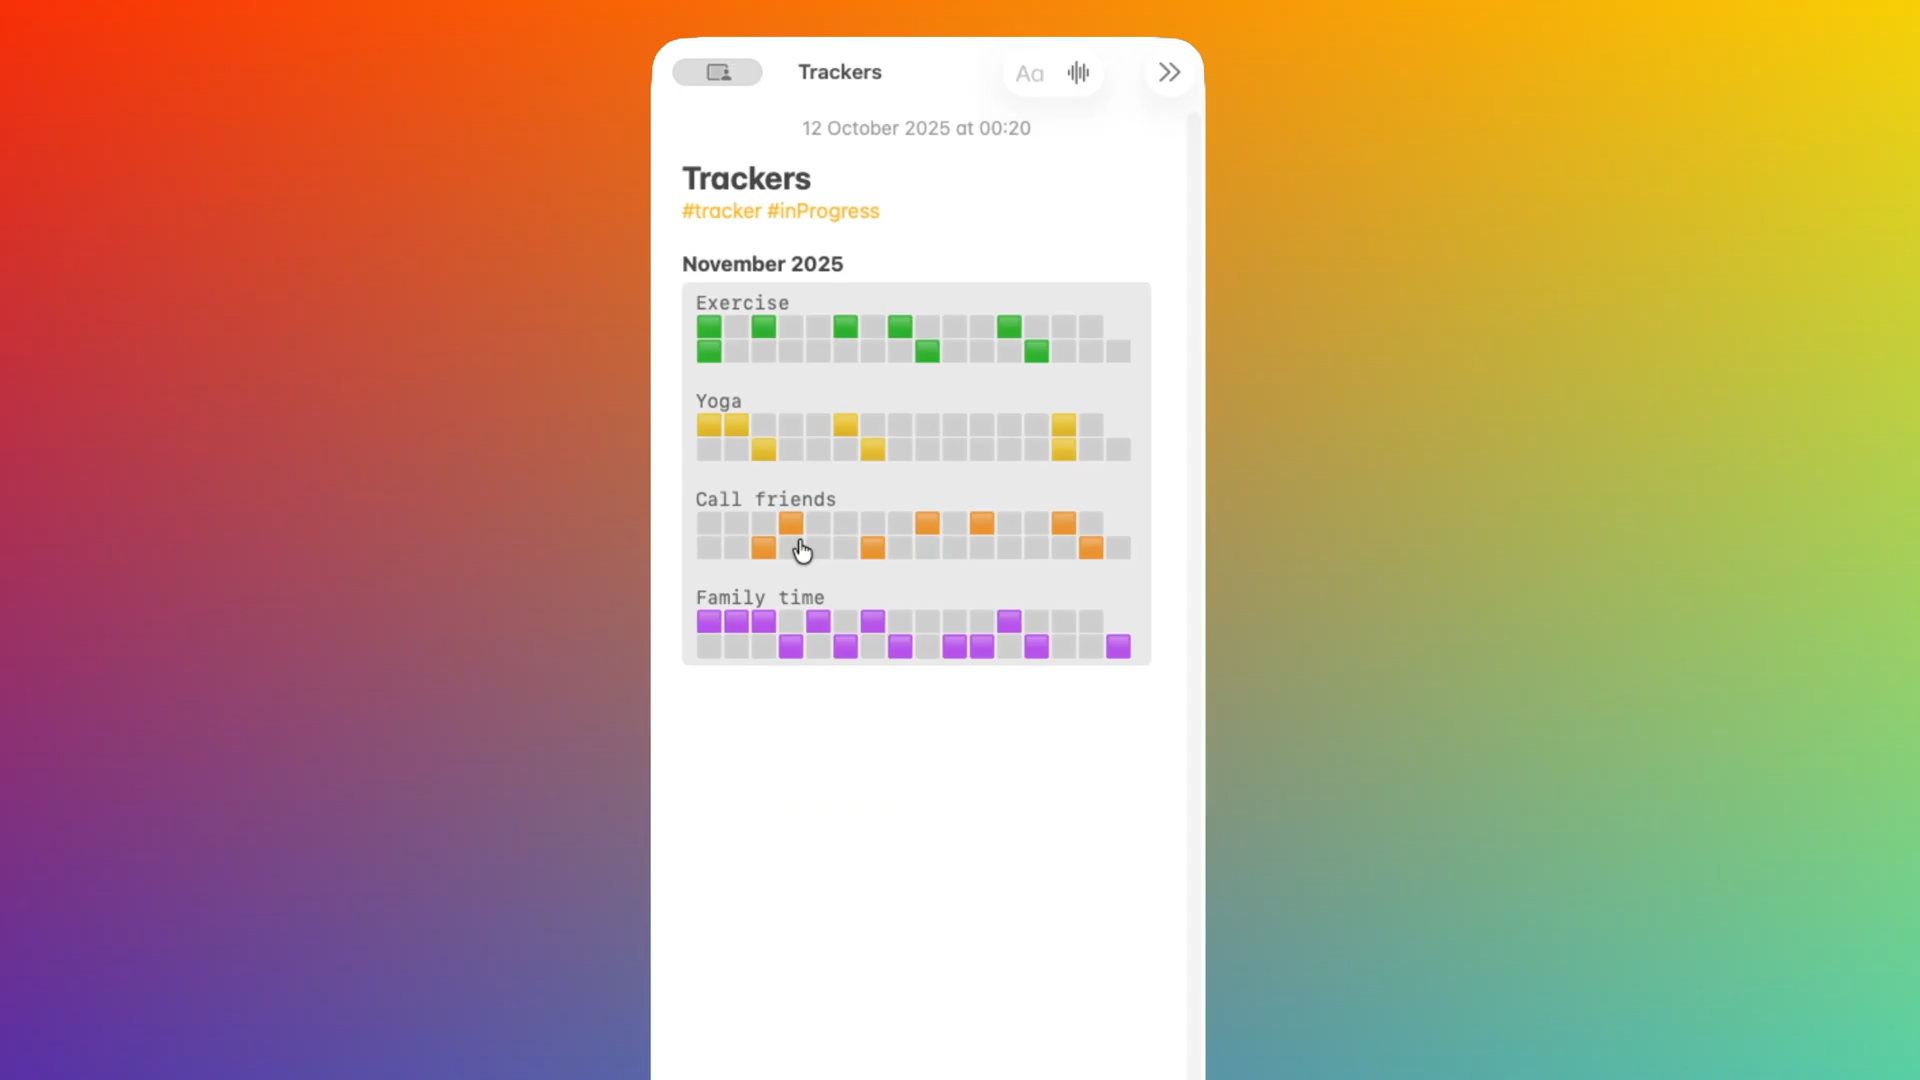 Trackers
Aa
12 October 2025 at 00:20
Trackers
#tracker #inProgress
November 2025
Exercise
Yoga
Call friends
Family time